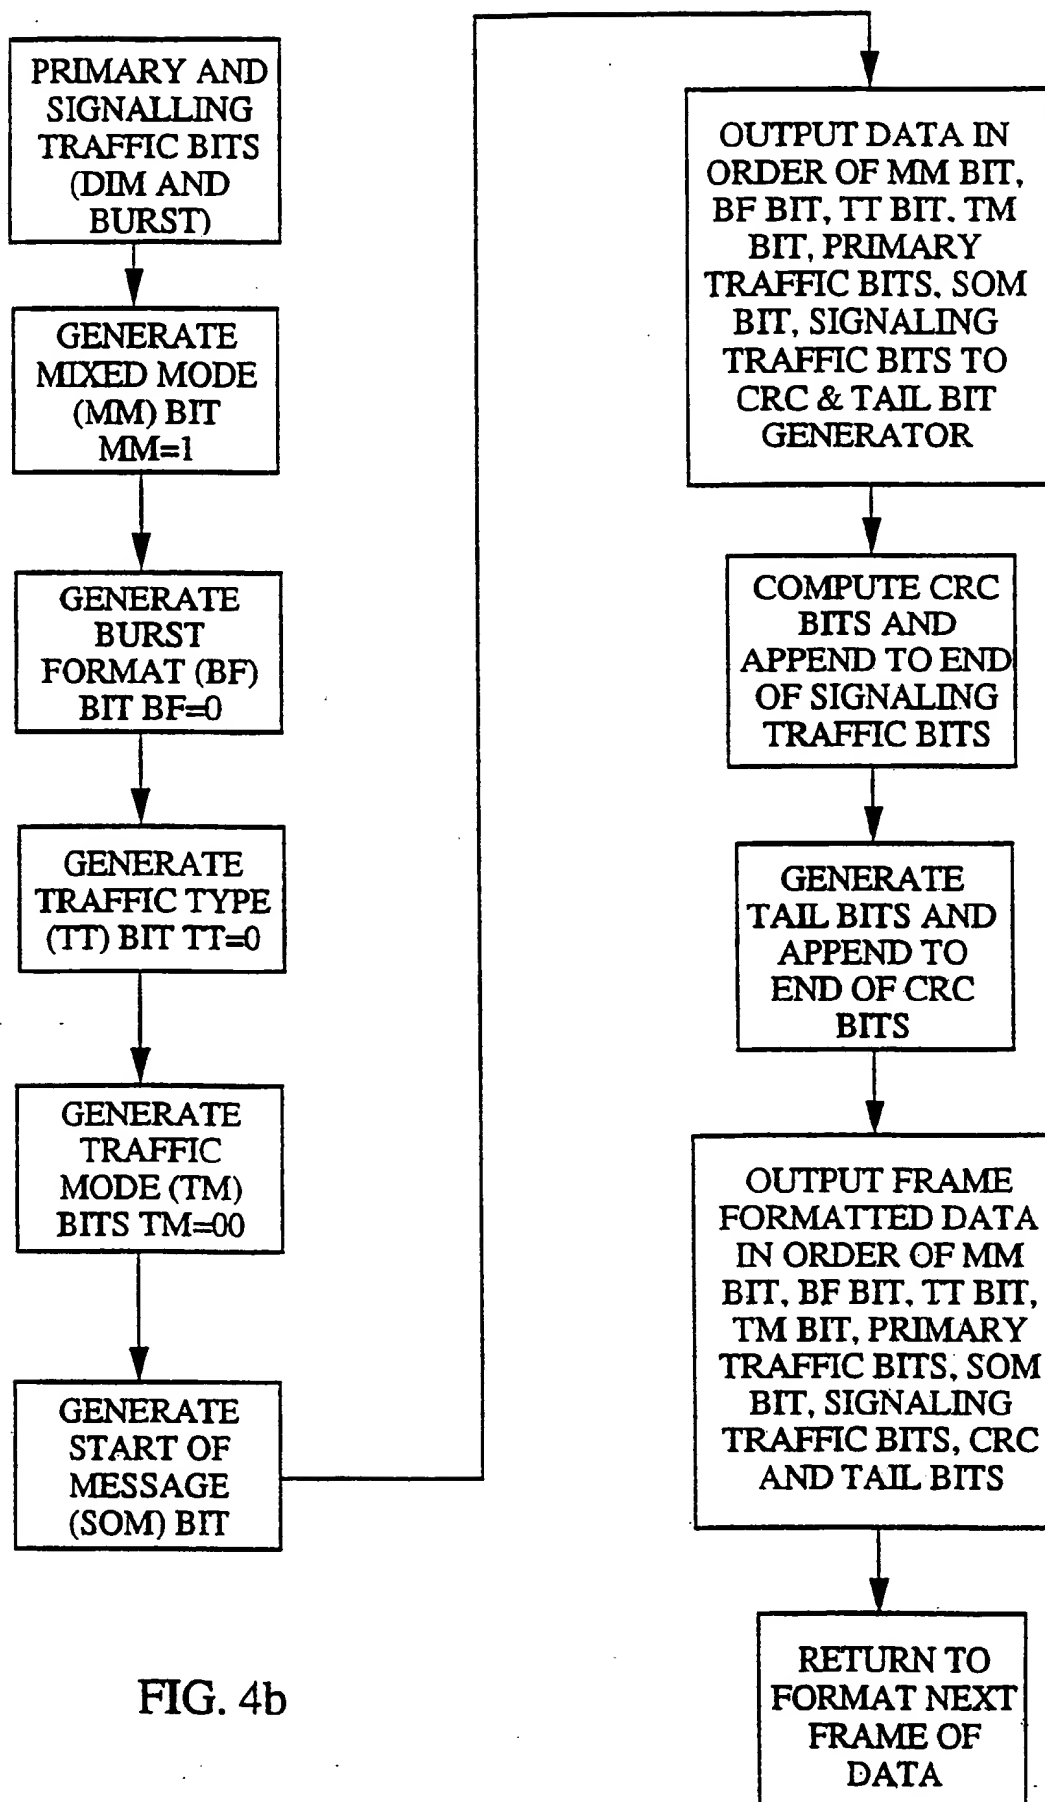 PRIMARY AND
SIGNALLING
TRAFFIC BITS
(DIM AND
BURST)
GENERATE
MIXED MODE
(MM) BIT
MM=1
GENERATE
BURST
FORMAT (BF)
BIT BF=0
GENERATE
TRAFFIC TYPE
(TT) BIT TT=0
GENERATE
TRAFFIC
MODE (TM)
BITS TM=00
GENERATE
START OF
MESSAGE
(SOM) BIT
OUTPUT DATA IN
ORDER OF MM BIT,
BF BIT, TT BIT, TM
BIT, PRIMARY
TRAFFIC BITS, SOM
BIT, SIGNALING
TRAFFIC BITS TO
CRC & TAIL BIT
GENERATOR
COMPUTE CRC
BITS AND
APPEND TO END
OF SIGNALING
TRAFFIC BITS
GENERATE
TAIL BITS AND
APPEND TO
END OF CRC
BITS
OUTPUT FRAME
FORMATTED DATA
IN ORDER OF MM
BIT, BF BIT, TT BIT,
TM BIT, PRIMARY
TRAFFIC BITS, SOM
BIT, SIGNALING
TRAFFIC BITS, CRC
AND TAIL BITS
RETURN TO
FORMAT NEXT
FRAME OF
DATA
FIG. 4b